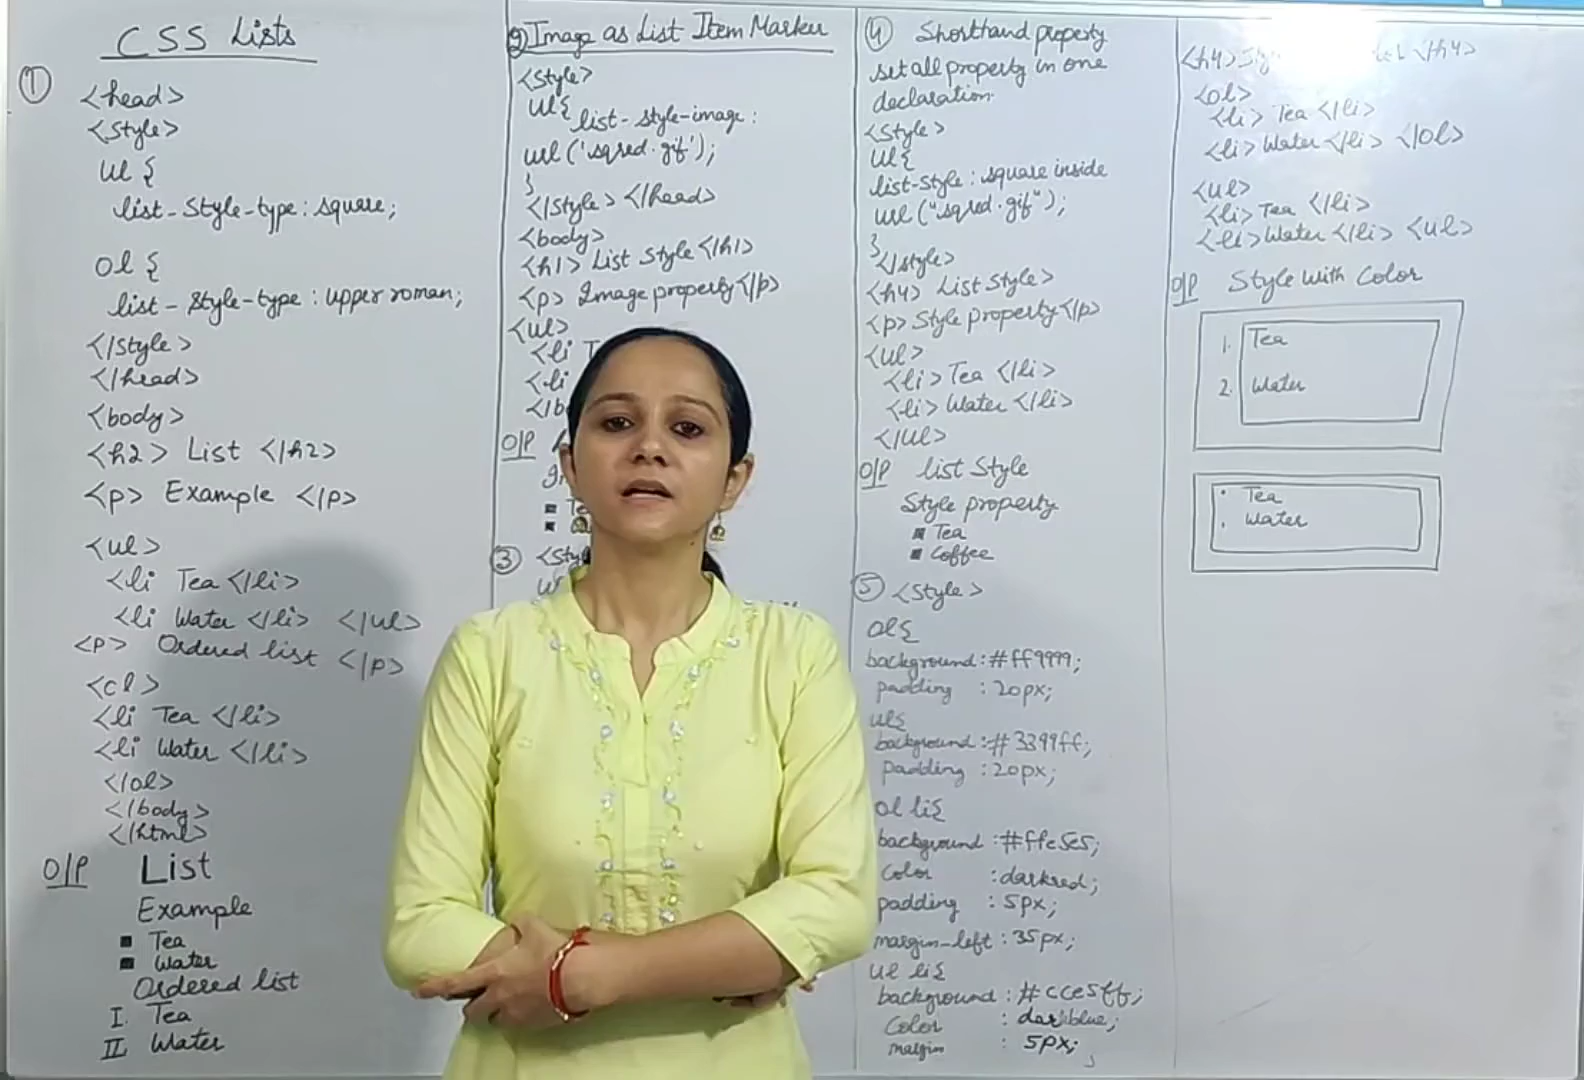 CSS Lists
①
<head>
<style>
ul {
list-style-type: square;
ol {
list-style-type: upper roman;
</style>
</head>
<body>
<h2> List </h2>
<p> Example </p>
<ul>
<li Tea </li>
<li Water </li> </ul>
<p> Ordered list </p>
<cl>
<li Tea </li>
<li Water </li>
</ol>
</body>
</html>
O/P List
Example
■ Tea
■ Water
Ordered list
I. Tea
II Water
2) Image as List Item Marker
<style>
ul{
list-style-image:
url ('sqred.gif');
}
</style> </head>
<body>
<h1> List Style </h1>
<p> Image property </p>
<ul>
<li
<li
O/P
■
■
③
④ Shorthand property
set all property in one
declaration.
<style>
ul{
list-style: square inside
url ("sqred.gif");
}
</style>
<h4> List Style>
<p> Style property </p>
<ul>
<li> Tea </li>
<li> Water </li>
</ul>
O/P list Style
Style property
■ Tea
■ Coffee
⑤ <style>
ol{
background: #ff9999;
padding : 20px;
ul{
background: #3399ff;
padding : 20px;
ol li{
background: #ffe5e5;
color : darkred;
padding : 5px;
margin-left: 35px;
ul li{
background: #cce5ff;
color : darkblue;
margin : 5px;
<h4> </h4>
<ol>
<li> Tea </li>
<li> Water </li> </ol>
<ul>
<li> Tea </li>
<li> Water </li> <ul>
O/P Style with Color
1. Tea
2. Water
• Tea
• Water